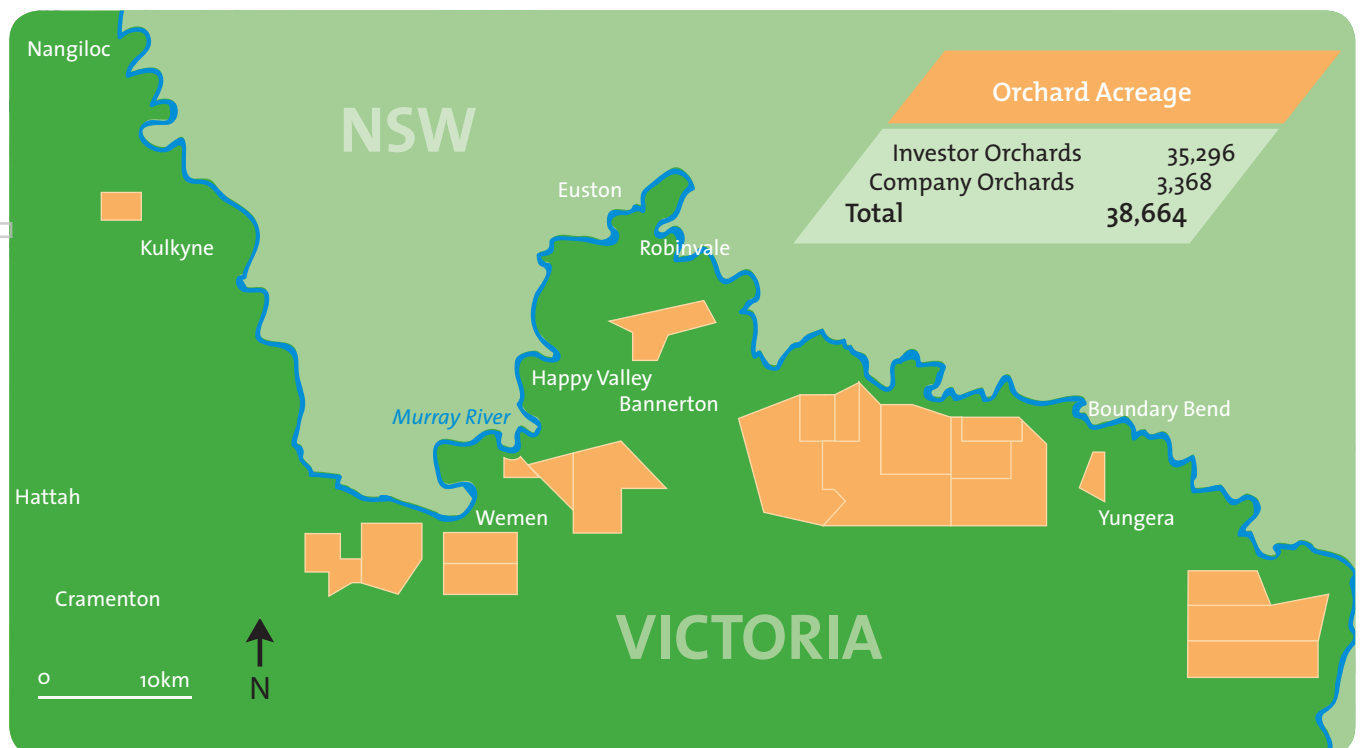 Nangiloc
Orchard Acreage
NSW
Investor Orchards 35,296
Company Orchards 3,368
Total 38,664
Euston
Kulkyne
Robinvale
Happy Valley
Bannerton
Murray River
Boundary Bend
Hattah
Wemen
Yungera
Cramenton
VICTORIA
0 10km
N